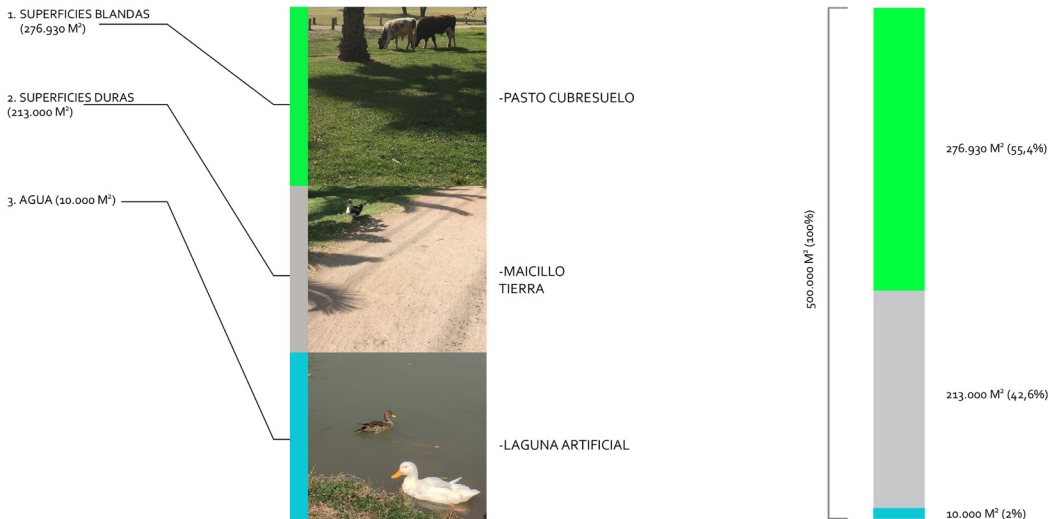 1. SUPERFICIES BLANDAS
(276.930 M²)
2. SUPERFICIES DURAS
(213.000 M²)
3. AGUA (10.000 M²)
-PASTO CUBRESUELO
-MAICILLO
TIERRA
-LAGUNA ARTIFICIAL
500.000 M² (100%)
276.930 M² (55,4%)
213.000 M² (42,6%)
10.000 M² (2%)